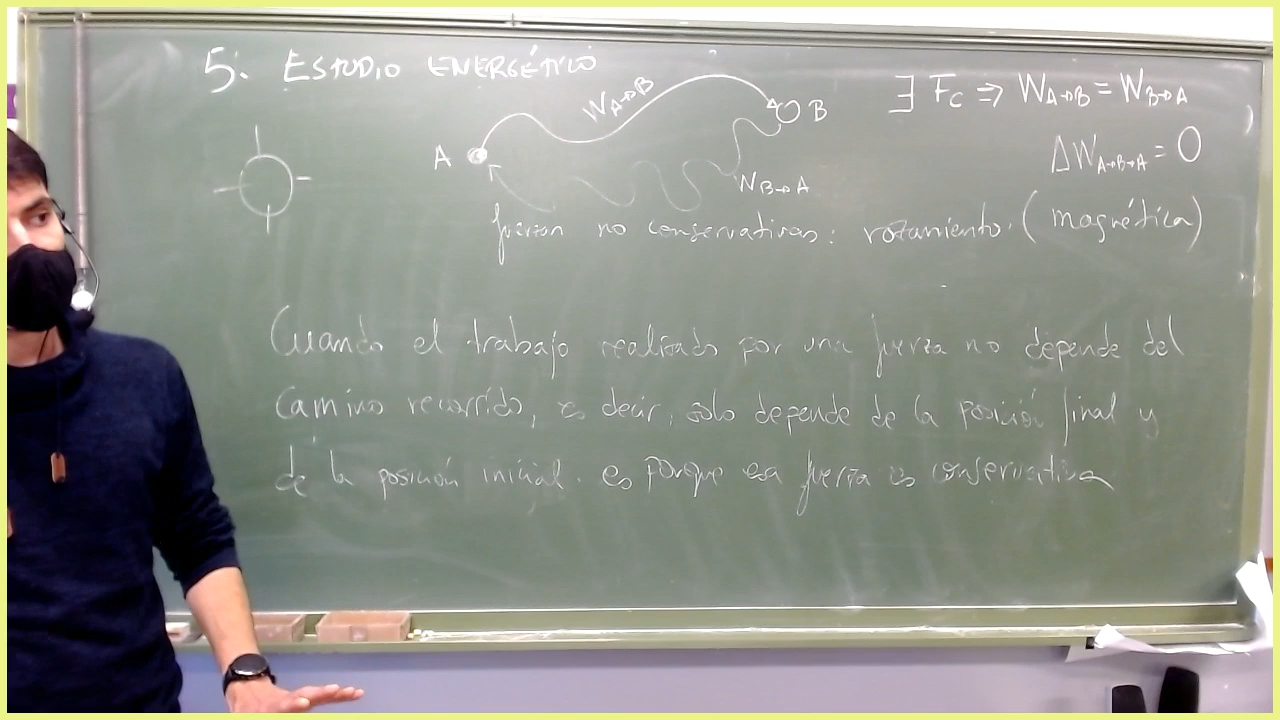 5. ESTUDIO ENERGÉTICO
∃ Fc ⇒ W A→B = W B→A
W A→B
A
B
ΔW A→B→A = 0
W B→A
fuerzas no conservativas: rozamiento. (magnética)
Cuando el trabajo realizado por una fuerza no depende del
camino recorrido, es decir, solo depende de la posición final y
de la posición inicial. es porque esa fuerza es conservativa